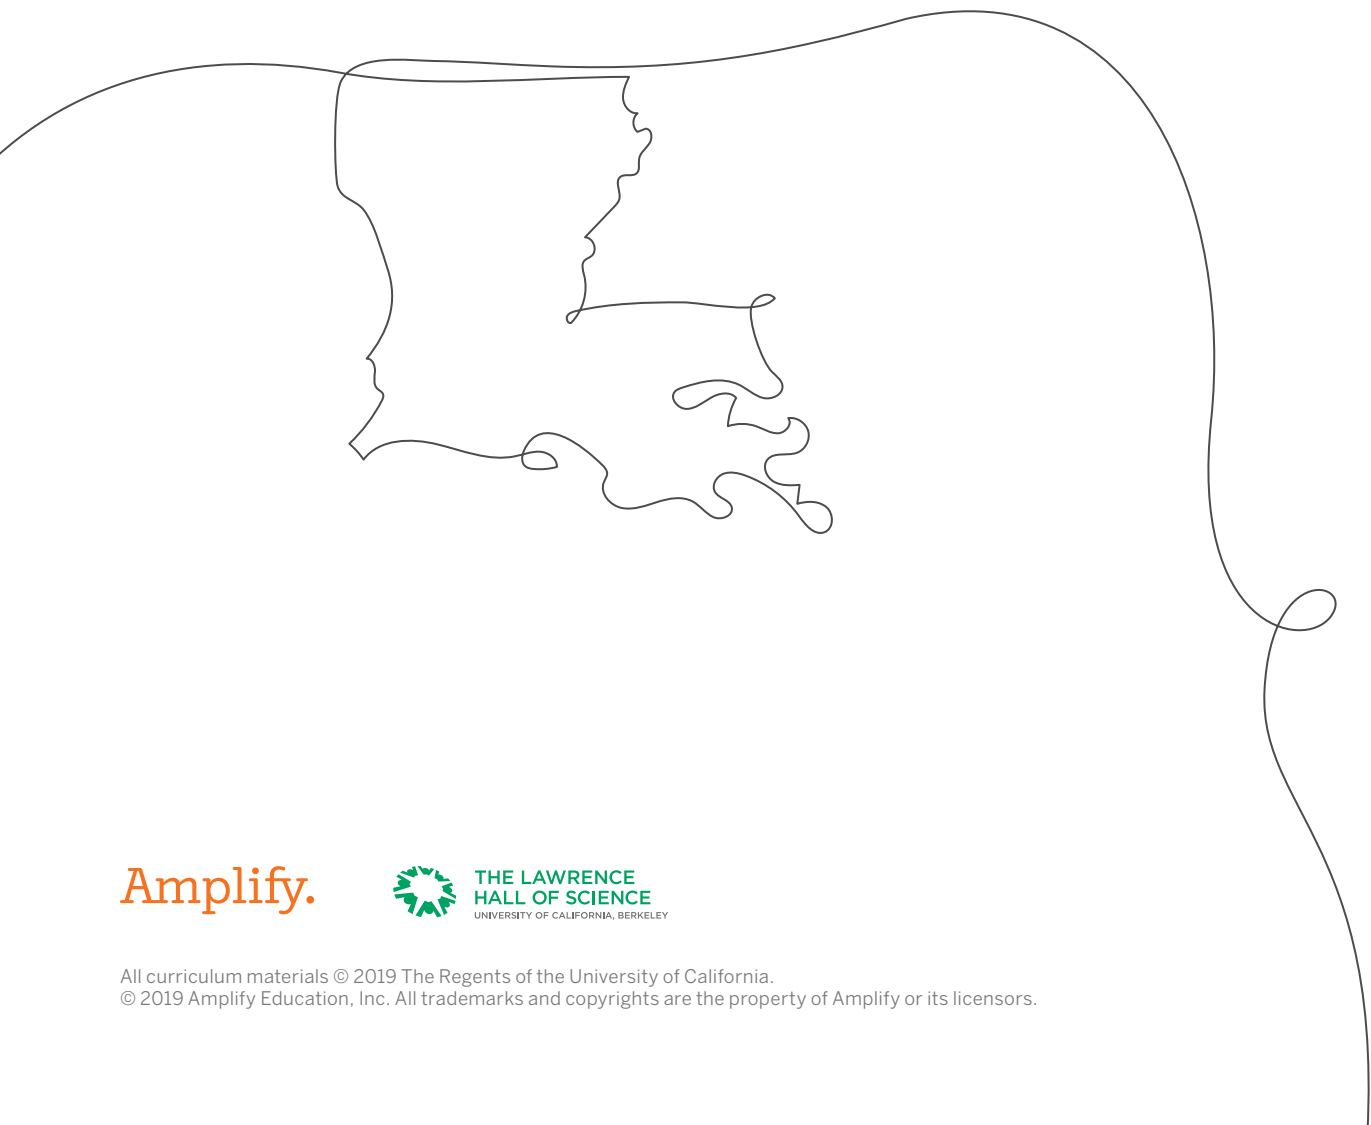 Amplify.
THE LAWRENCE
HALL OF SCIENCE
UNIVERSITY OF CALIFORNIA, BERKELEY
All curriculum materials © 2019 The Regents of the University of California.
© 2019 Amplify Education, Inc. All trademarks and copyrights are the property of Amplify or its licensors.